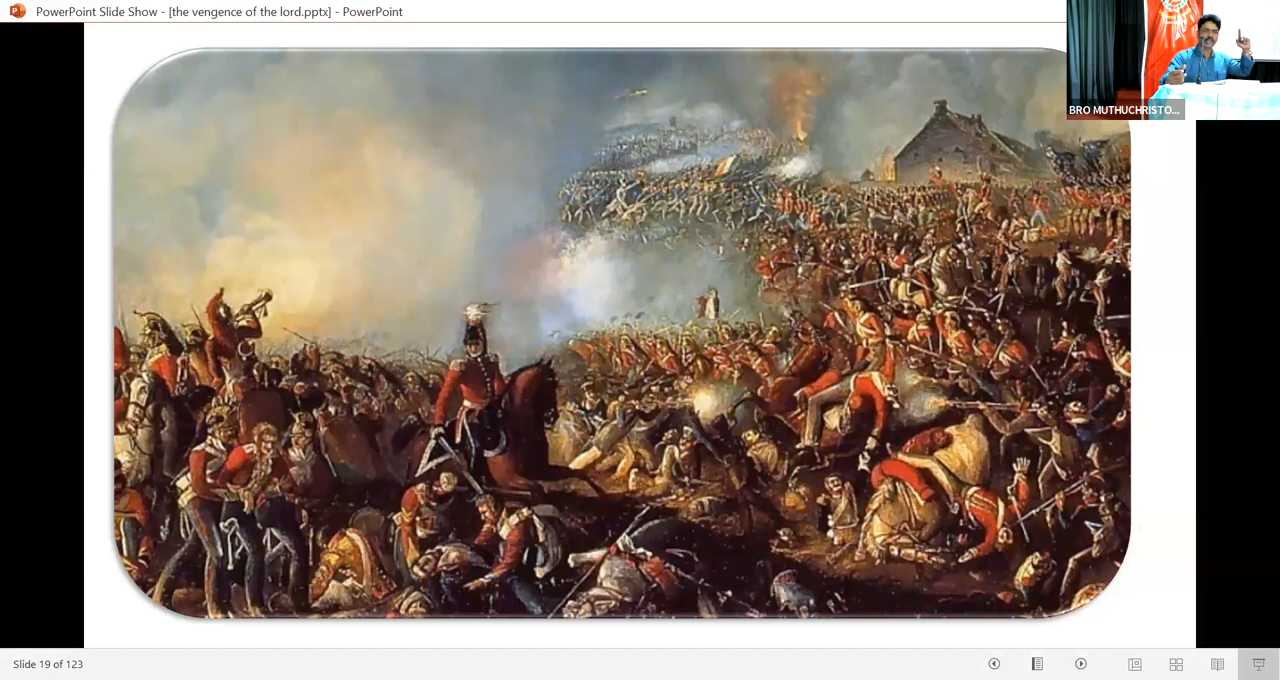 PowerPoint Slide Show - [the vengence of the lord.pptx] - PowerPoint
BRO MUTHUCHRISTO...
Slide 19 of 123